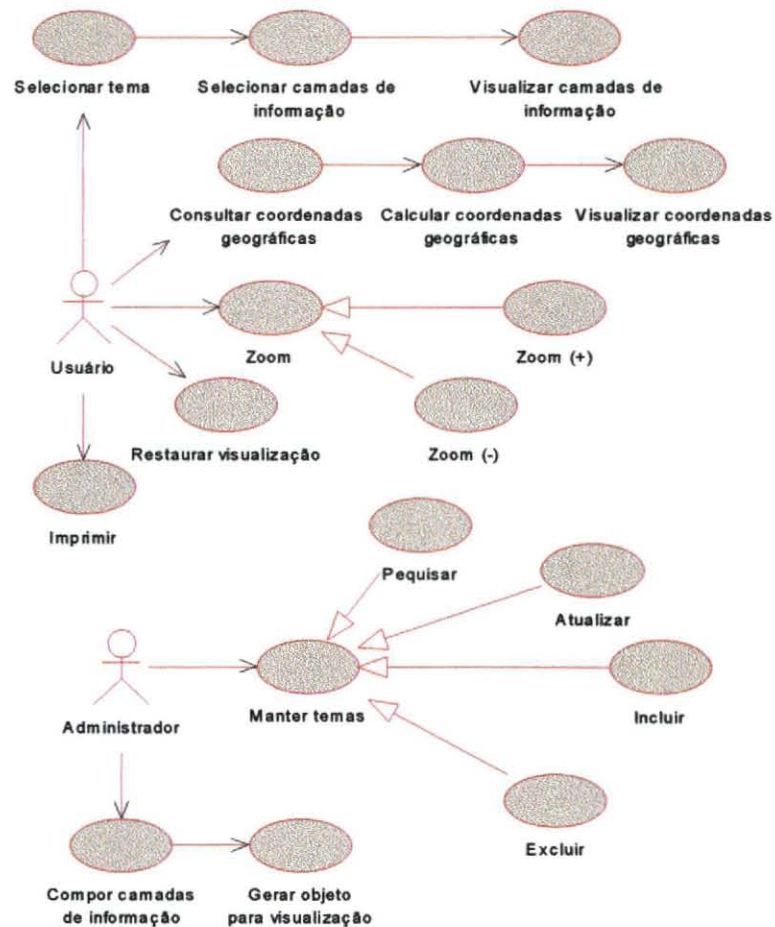 Selecionar tema
Selecionar camadas de
informação
Visualizar camadas de
informação
Consultar coordenadas
geográficas
Calcular coordenadas
geográficas
Visualizar coordenadas
geográficas
Usuário
Zoom
Zoom (+)
Restaurar visualização
Zoom (-)
Imprimir
Pequisar
Atualizar
Administrador
Manter temas
Incluir
Excluir
Compor camadas
de informação
Gerar objeto
para visualização